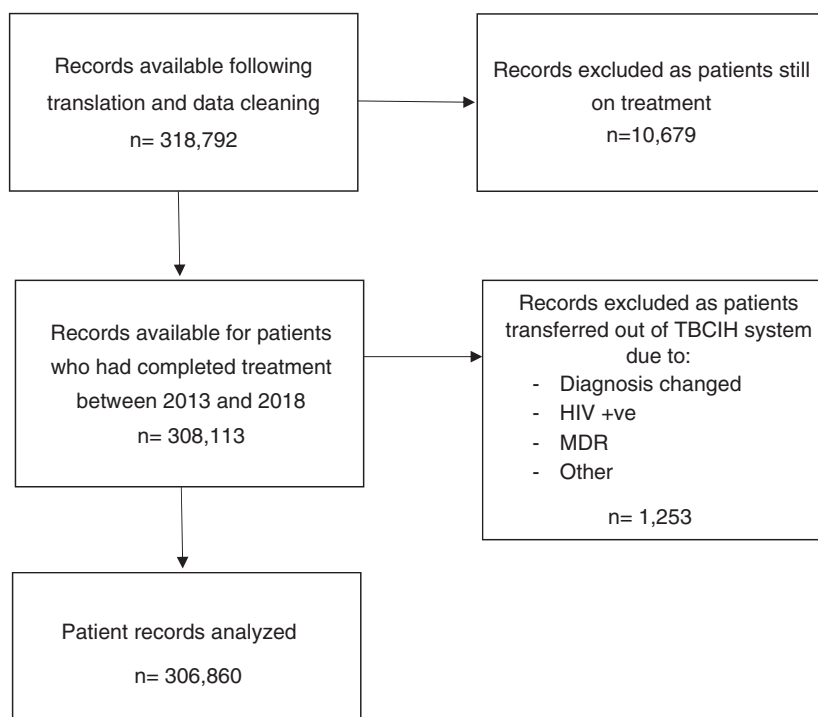 Records available following
translation and data cleaning
n= 318,792
Records excluded as patients still
on treatment
n=10,679
Records available for patients
who had completed treatment
between 2013 and 2018
n= 308,113
Records excluded as patients
transferred out of TBCIH system
due to:
- Diagnosis changed
- HIV +ve
- MDR
- Other
n= 1,253
Patient records analyzed
n= 306,860